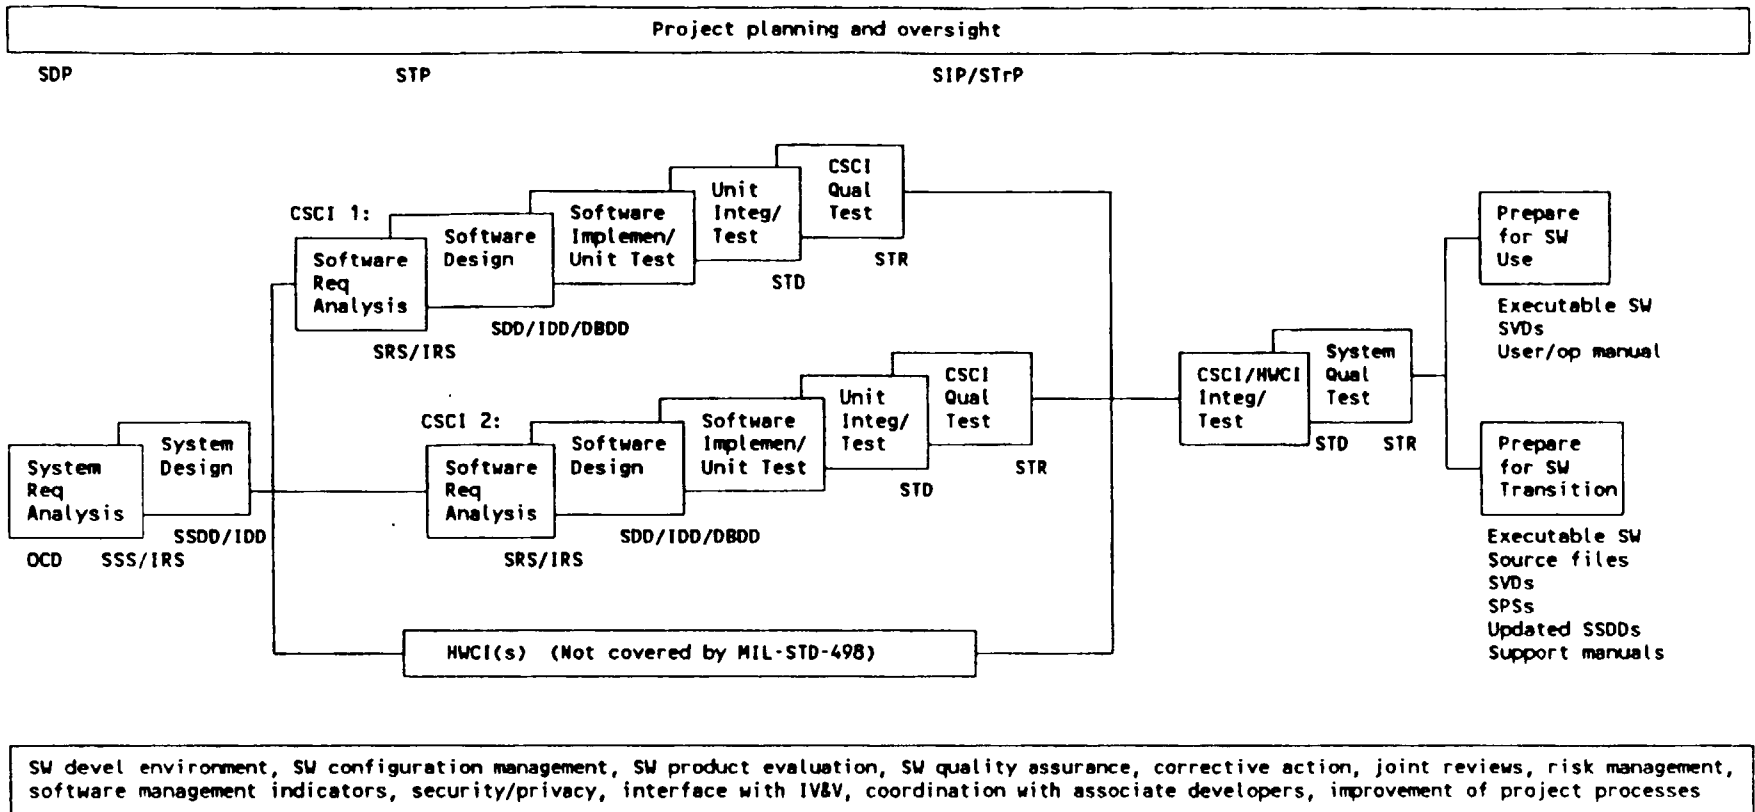 Project planning and oversight
SDP
STP
SIP/STrP
CSCI 1:
Software
Req
Analysis
SRS/IRS
Software
Design
SDD/IDD/DBDD
Software
Implemen/
Unit Test
Unit
Integ/
Test
STD
CSCI
Qual
Test
STR
CSCI 2:
Software
Req
Analysis
SRS/IRS
Software
Design
SDD/IDD/DBDD
Software
Implemen/
Unit Test
Unit
Integ/
Test
STD
CSCI
Qual
Test
STR
System
Req
Analysis
OCD
SSS/IRS
System
Design
SSDD/IDD
HWCI(s) (Not covered by MIL-STD-498)
CSCI/HWCI
Integ/
Test
STD
System
Qual
Test
STR
Prepare
for SW
Use
Executable SW
SVDs
User/op manual
Prepare
for SW
Transition
Executable SW
Source files
SVDs
SPSs
Updated SSDDs
Support manuals
SW devel environment, SW configuration management, SW product evaluation, SW quality assurance, corrective action, joint reviews, risk management,
software management indicators, security/privacy, interface with IV&V, coordination with associate developers, improvement of project processes